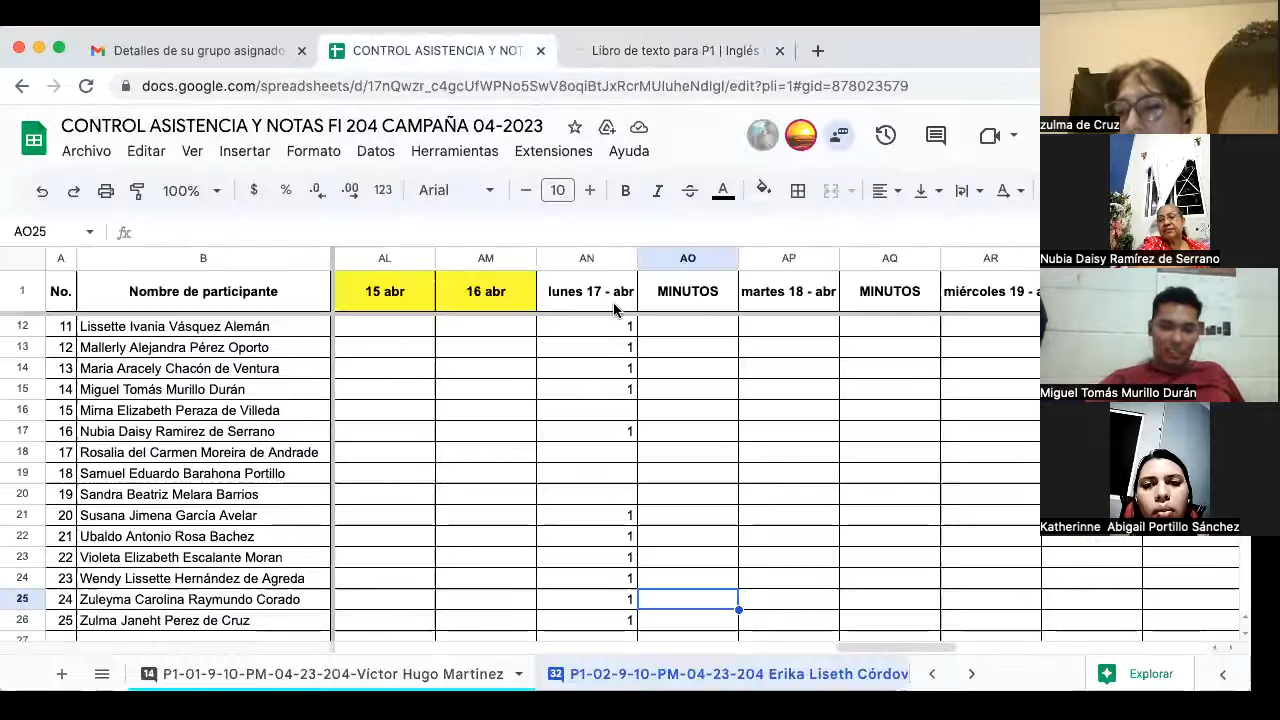 Detalles de su grupo asignado
CONTROL ASISTENCIA Y NOT
Libro de texto para P1 | Inglés
docs.google.com/spreadsheets/d/17nQwzr_c4gcUfWPNo5SwV8oqiBtJxRcrMUluheNdlgI/edit?pli=1#gid=878023579
CONTROL ASISTENCIA Y NOTAS FI 204 CAMPAÑA 04-2023
Archivo Editar Ver Insertar Formato Datos Herramientas Extensiones Ayuda
100% $ % .0 .00 123 Arial 10 B I S A
AO25 fx
A B AL AM AN AO AP AQ AR
1 No. Nombre de participante 15 abr 16 abr lunes 17 - abr MINUTOS martes 18 - abr MINUTOS miércoles 19 - a
12 11 Lissette Ivania Vásquez Alemán 1
13 12 Mallerly Alejandra Pérez Oporto 1
14 13 Maria Aracely Chacón de Ventura 1
15 14 Miguel Tomás Murillo Durán 1
16 15 Mirna Elizabeth Peraza de Villeda
17 16 Nubia Daisy Ramirez de Serrano 1
18 17 Rosalia del Carmen Moreira de Andrade
19 18 Samuel Eduardo Barahona Portillo
20 19 Sandra Beatriz Melara Barrios
21 20 Susana Jimena García Avelar 1
22 21 Ubaldo Antonio Rosa Bachez 1
23 22 Violeta Elizabeth Escalante Moran 1
24 23 Wendy Lissette Hernández de Agreda 1
25 24 Zuleyma Carolina Raymundo Corado 1
26 25 Zulma Janeht Perez de Cruz 1
27
14 P1-01-9-10-PM-04-23-204-Víctor Hugo Martinez
32 P1-02-9-10-PM-04-23-204 Erika Liseth Córdov
Explorar
zulma de Cruz
Nubia Daisy Ramírez de Serrano
Miguel Tomás Murillo Durán
Katherinne Abigail Portillo Sánchez